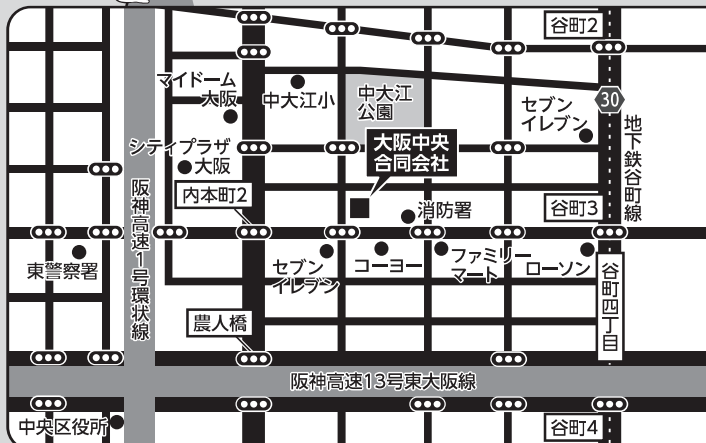 谷町2
マイドーム
大阪
中大江小
中大江
公園
セブン
イレブン
30
地下鉄谷町線
シティプラザ
大阪
大阪中央
合同会社
内本町2
阪神高速1号環状線
消防署
谷町3
東警察署
セブン
イレブン
コーヨー
ファミリー
マート
ローソン
谷町四丁目
農人橋
阪神高速13号東大阪線
中央区役所
谷町4